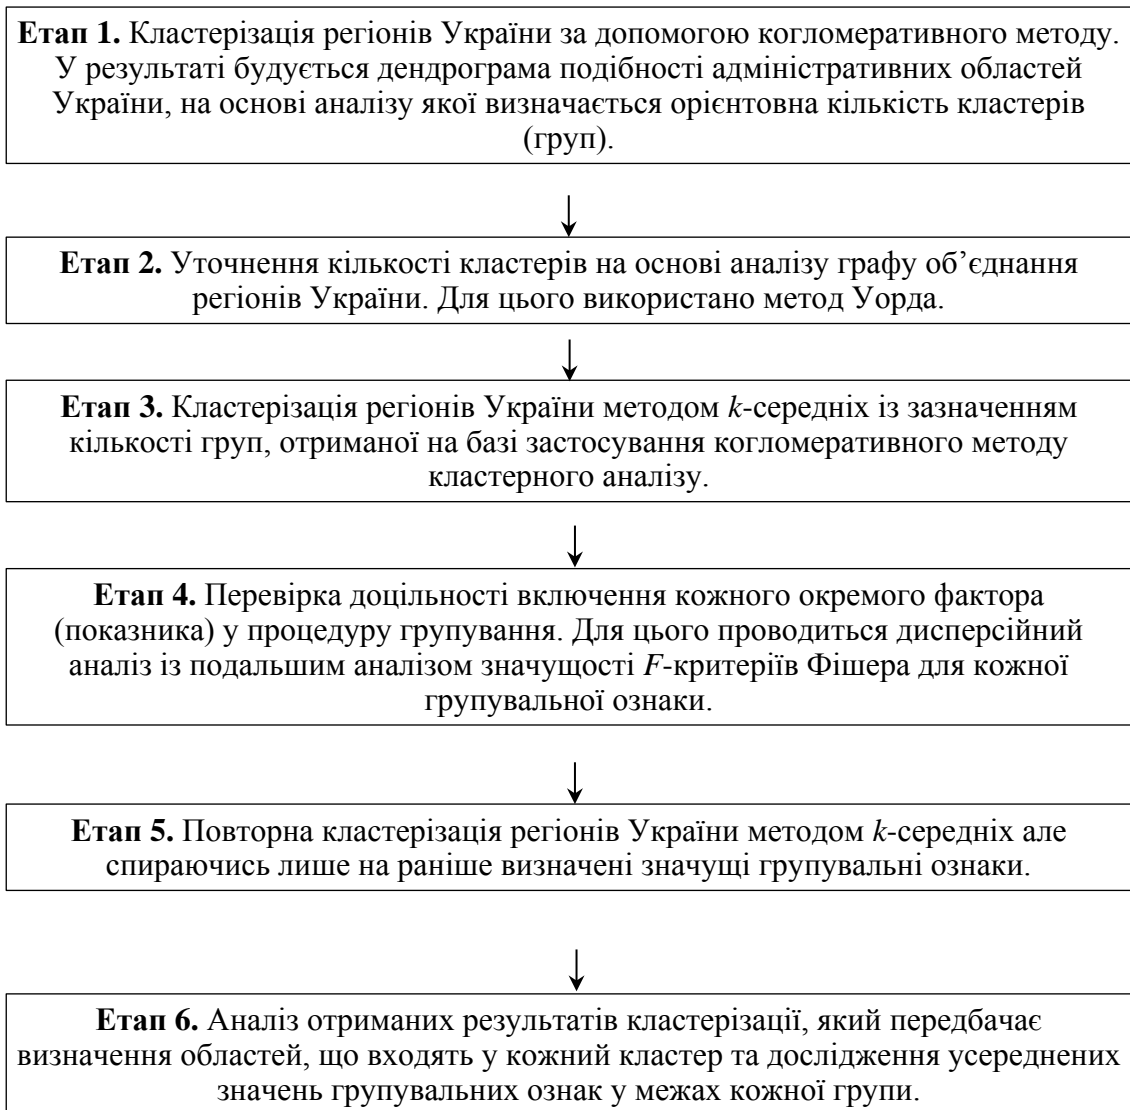 Етап 1. Кластерізація регіонів України за допомогою когломеративного методу.
У результаті будується дендрограма подібності адміністративних областей
України, на основі аналізу якої визначається орієнтовна кількість кластерів
(груп).
Етап 2. Уточнення кількості кластерів на основі аналізу графу об’єднання
регіонів України. Для цього використано метод Уорда.
Етап 3. Кластерізація регіонів України методом k-середніх із зазначенням
кількості груп, отриманої на базі застосування когломеративного методу
кластерного аналізу.
Етап 4. Перевірка доцільності включення кожного окремого фактора
(показника) у процедуру групування. Для цього проводиться дисперсійний
аналіз із подальшим аналізом значущості F-критеріїв Фішера для кожної
групувальної ознаки.
Етап 5. Повторна кластерізація регіонів України методом k-середніх але
спираючись лише на раніше визначені значущі групувальні ознаки.
Етап 6. Аналіз отриманих результатів кластерізації, який передбачає
визначення областей, що входять у кожний кластер та дослідження усереднених
значень групувальних ознак у межах кожної групи.